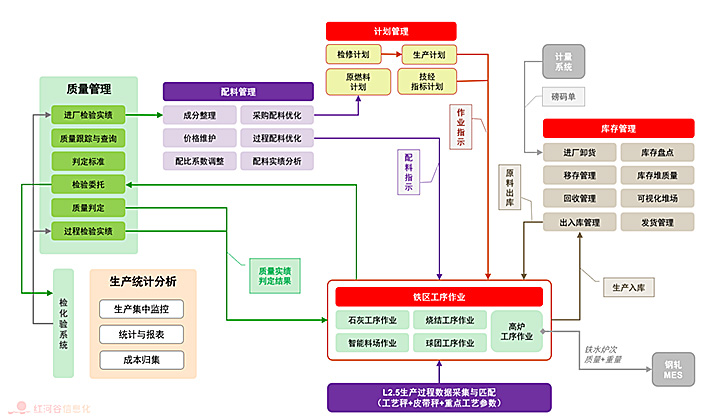 计划管理
检修计划
生产计划
原燃料
计划
技经
指标计划
计量
系统
磅码单
质量管理
进厂检验实绩
质量跟踪与查询
判定标准
检验委托
质量判定
过程检验实绩
配料管理
成分整理
采购配料优化
价格维护
过程配料优化
配比系数调整
配料实绩分析
作业指示
配料指示
原料出库
库存管理
进厂卸货
库存盘点
移存管理
库存堆质量
回收管理
可视化堆场
出入库管理
发货管理
质量实绩
判定结果
生产入库
检化验系统
生产统计分析
生产集中监控
统计与报表
成本归集
铁区工序作业
石灰工序作业
烧结工序作业
智能料场作业
球团工序作业
高炉
工序作业
铁水炉次
质量+重量
钢轧
MES
L2.5生产过程数据采集与匹配
（工艺秤+皮带秤+重点工艺参数）
红河谷信息化